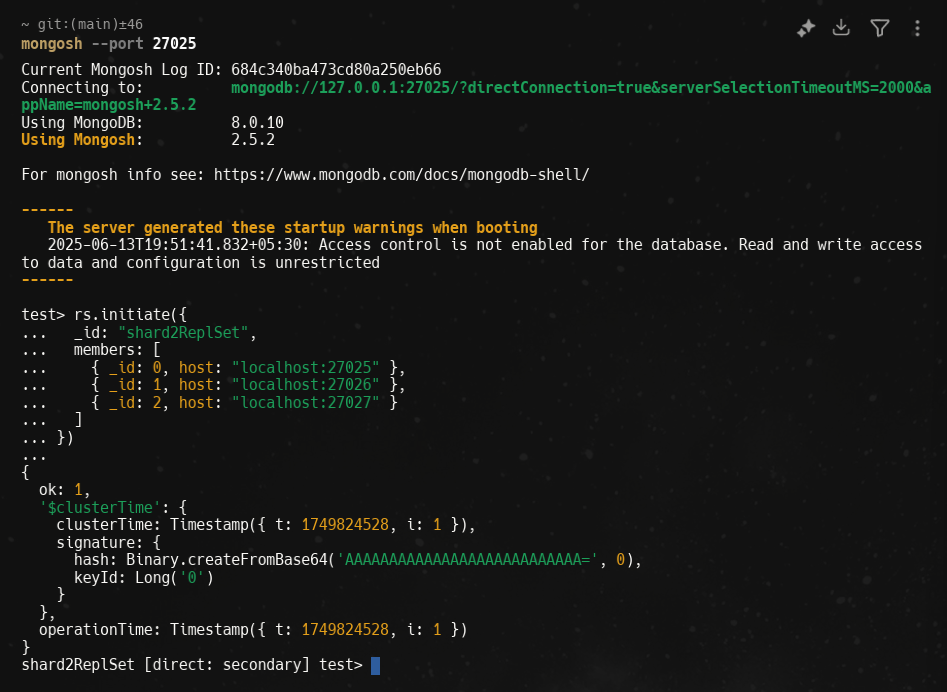 ~ git:(main)±46
mongosh --port 27025
Current Mongosh Log ID: 684c340ba473cd80a250eb66
Connecting to:          mongodb://127.0.0.1:27025/?directConnection=true&serverSelectionTimeoutMS=2000&a
ppName=mongosh+2.5.2
Using MongoDB:          8.0.10
Using Mongosh:          2.5.2
For mongosh info see: https://www.mongodb.com/docs/mongodb-shell/
------
   The server generated these startup warnings when booting
   2025-06-13T19:51:41.832+05:30: Access control is not enabled for the database. Read and write access
to data and configuration is unrestricted
------
test> rs.initiate({
...   _id: "shard2ReplSet",
...   members: [
...     { _id: 0, host: "localhost:27025" },
...     { _id: 1, host: "localhost:27026" },
...     { _id: 2, host: "localhost:27027" }
...   ]
... })
...
{
  ok: 1,
  '$clusterTime': {
    clusterTime: Timestamp({ t: 1749824528, i: 1 }),
    signature: {
      hash: Binary.createFromBase64('AAAAAAAAAAAAAAAAAAAAAAAAAAA=', 0),
      keyId: Long('0')
    }
  },
  operationTime: Timestamp({ t: 1749824528, i: 1 })
}
shard2ReplSet [direct: secondary] test>